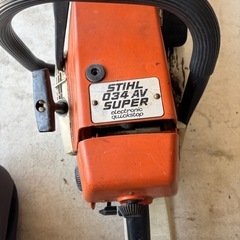 STIHL
034 AV
SUPER
electronic
quickstop